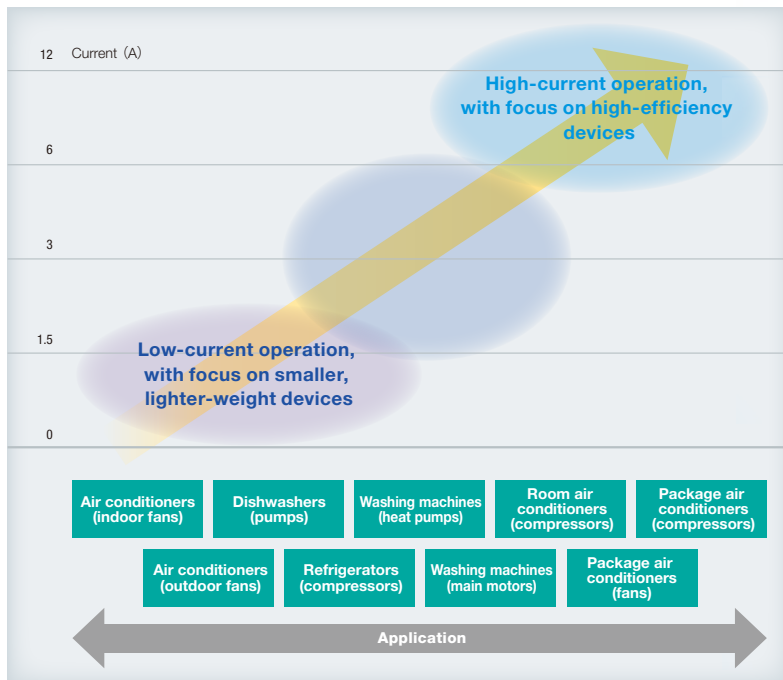 12 Current (A)
High-current operation,
with focus on high-efficiency
devices
6
3
1.5
Low-current operation,
with focus on smaller,
lighter-weight devices
0
Air conditioners
(indoor fans)
Dishwashers
(pumps)
Washing machines
(heat pumps)
Room air
conditioners
(compressors)
Package air
conditioners
(compressors)
Air conditioners
(outdoor fans)
Refrigerators
(compressors)
Washing machines
(main motors)
Package air
conditioners
(fans)
Application